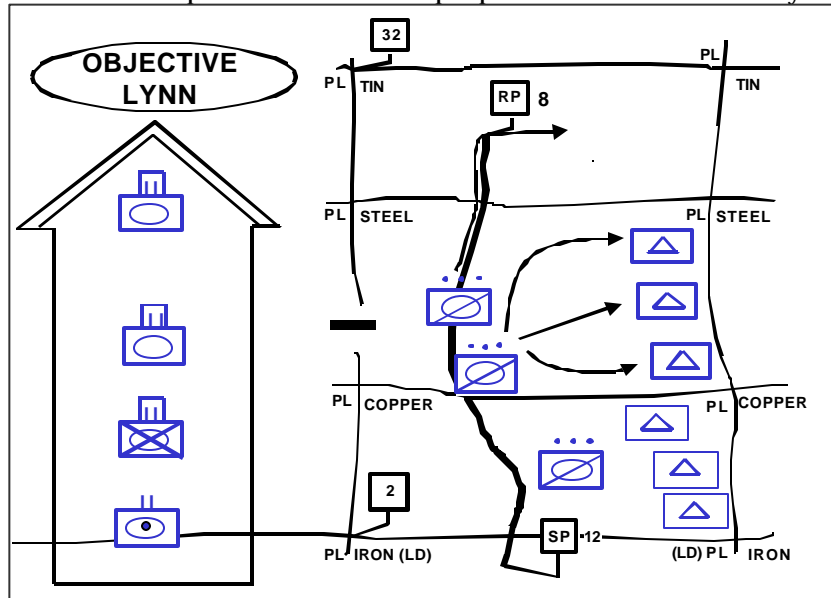 32
OBJECTIVE
LYNN
PL TIN
PL
TIN
RP 8
PL STEEL
PL STEEL
PL COPPER
PL COPPER
2
SP 12
PL IRON (LD)
(LD) PL IRON